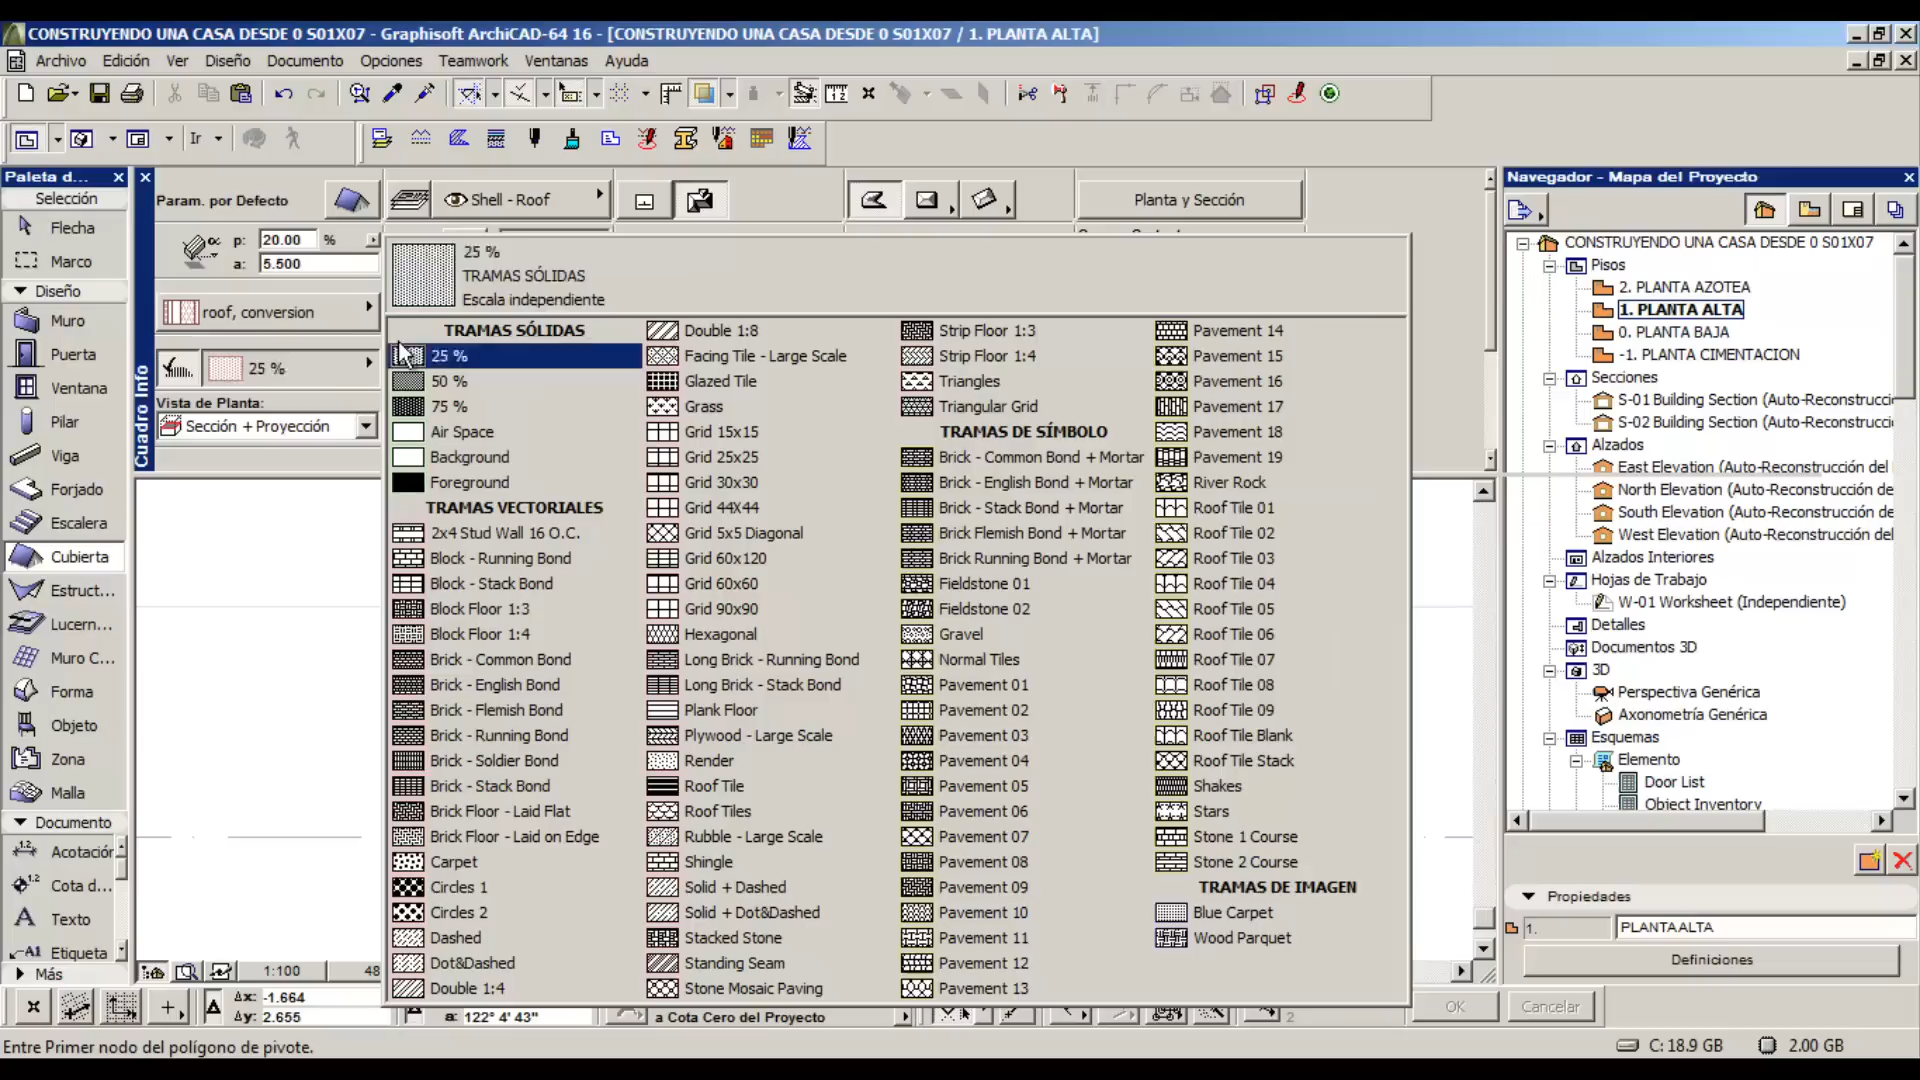 CONSTRUYENDO UNA CASA DESDE 0 S01X07 - Graphisoft ArchiCAD-64 16 - [CONSTRUYENDO UNA CASA DESDE 0 S01X07 / 1. PLANTA ALTA]
Archivo Edición Ver Diseño Documento Opciones Teamwork Ventanas Ayuda
Ir
Paleta d...
Selección
Flecha
Marco
Diseño
Muro
Puerta
Ventana
Pilar
Viga
Forjado
Escalera
Cubierta
Estruct...
Lucern...
Muro C...
Forma
Objeto
Zona
Malla
Documento
Acotación
Cota d...
Texto
Etiqueta
Más
Cuadro Info
Param. por Defecto
Shell - Roof
Planta y Sección
p: 20.00 %
a: 5.500
roof, conversion
25 %
Vista de Planta:
Sección + Proyección
25 %
TRAMAS SÓLIDAS
Escala independiente
TRAMAS SÓLIDAS
25 %
50 %
75 %
Air Space
Background
Foreground
TRAMAS VECTORIALES
2x4 Stud Wall 16 O.C.
Block - Running Bond
Block - Stack Bond
Block Floor 1:3
Block Floor 1:4
Brick - Common Bond
Brick - English Bond
Brick - Flemish Bond
Brick - Running Bond
Brick - Soldier Bond
Brick - Stack Bond
Brick Floor - Laid Flat
Brick Floor - Laid on Edge
Carpet
Circles 1
Circles 2
Dashed
Dot&Dashed
Double 1:4
Double 1:8
Facing Tile - Large Scale
Glazed Tile
Grass
Grid 15x15
Grid 25x25
Grid 30x30
Grid 44X44
Grid 5x5 Diagonal
Grid 60x120
Grid 60x60
Grid 90x90
Hexagonal
Long Brick - Running Bond
Long Brick - Stack Bond
Plank Floor
Plywood - Large Scale
Render
Roof Tile
Roof Tiles
Rubble - Large Scale
Shingle
Solid + Dashed
Solid + Dot&Dashed
Stacked Stone
Standing Seam
Stone Mosaic Paving
Strip Floor 1:3
Strip Floor 1:4
Triangles
Triangular Grid
TRAMAS DE SÍMBOLO
Brick - Common Bond + Mortar
Brick - English Bond + Mortar
Brick - Stack Bond + Mortar
Brick Flemish Bond + Mortar
Brick Running Bond + Mortar
Fieldstone 01
Fieldstone 02
Gravel
Normal Tiles
Pavement 01
Pavement 02
Pavement 03
Pavement 04
Pavement 05
Pavement 06
Pavement 07
Pavement 08
Pavement 09
Pavement 10
Pavement 11
Pavement 12
Pavement 13
Pavement 14
Pavement 15
Pavement 16
Pavement 17
Pavement 18
Pavement 19
River Rock
Roof Tile 01
Roof Tile 02
Roof Tile 03
Roof Tile 04
Roof Tile 05
Roof Tile 06
Roof Tile 07
Roof Tile 08
Roof Tile 09
Roof Tile Blank
Roof Tile Stack
Shakes
Stars
Stone 1 Course
Stone 2 Course
TRAMAS DE IMAGEN
Blue Carpet
Wood Parquet
Navegador - Mapa del Proyecto
CONSTRUYENDO UNA CASA DESDE 0 S01X07
Pisos
2. PLANTA AZOTEA
1. PLANTA ALTA
0. PLANTA BAJA
-1. PLANTA CIMENTACION
Secciones
S-01 Building Section (Auto-Reconstrucci
S-02 Building Section (Auto-Reconstrucci
Alzados
East Elevation (Auto-Reconstrucción del
North Elevation (Auto-Reconstrucción de
South Elevation (Auto-Reconstrucción de
West Elevation (Auto-Reconstrucción del
Alzados Interiores
Hojas de Trabajo
W-01 Worksheet (Independiente)
Detalles
Documentos 3D
3D
Perspectiva Genérica
Axonometría Genérica
Esquemas
Elemento
Door List
Object Inventory
Propiedades
1. PLANTA ALTA
Definiciones
OK Cancelar
1:100 48
Δx: -1.664
Δy: 2.655
a: 122° 4' 43"
a Cota Cero del Proyecto
2
Entre Primer nodo del polígono de pivote.
C: 18.9 GB 2.00 GB